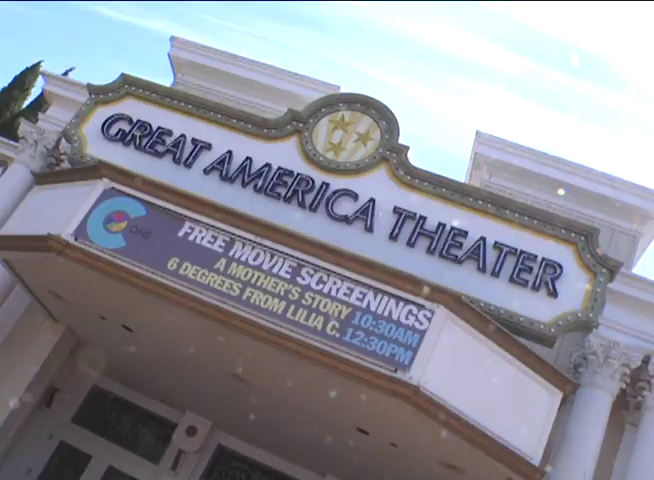 GREAT AMERICA THEATER
C ONE
FREE MOVIE SCREENINGS
A MOTHER'S STORY 10:30AM
6 DEGREES FROM LILIA C. 12:30PM